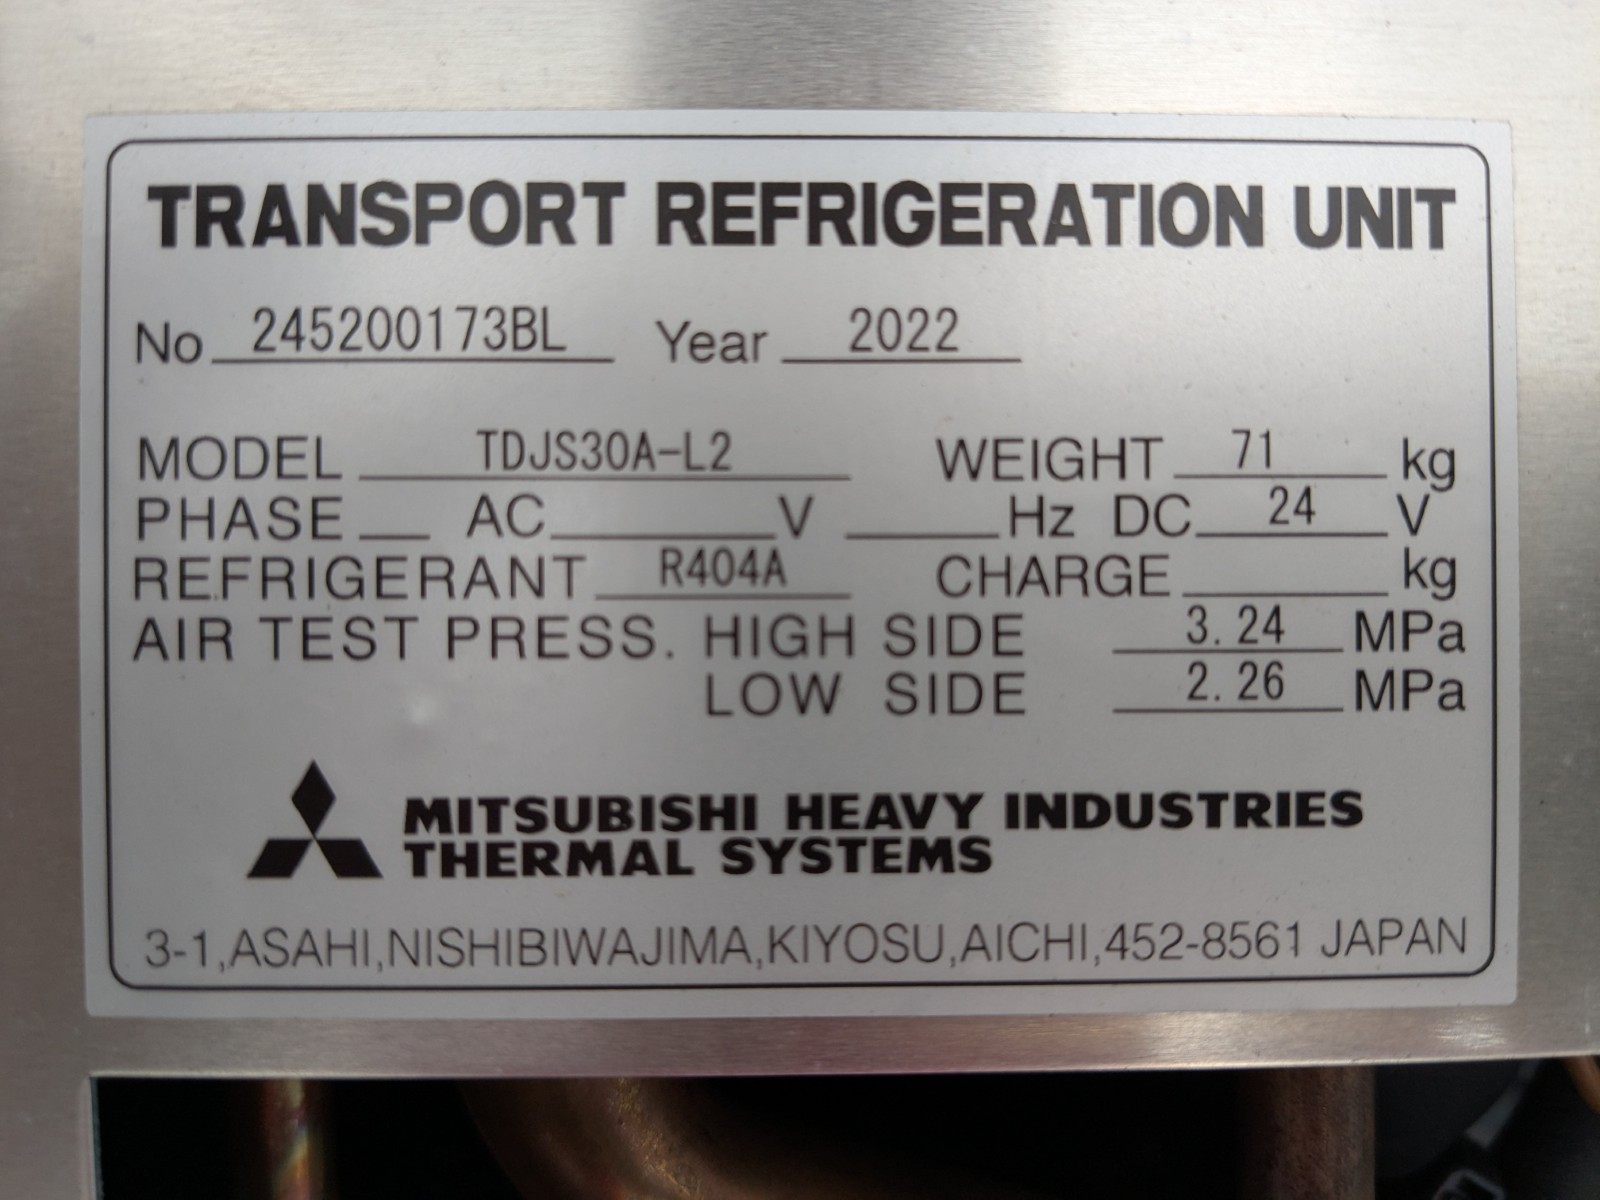 TRANSPORT REFRIGERATION UNIT
No 245200173BL Year 2022
MODEL TDJS30A-L2 WEIGHT 71 kg
PHASE AC V Hz DC 24 V
REFRIGERANT R404A CHARGE kg
AIR TEST PRESS. HIGH SIDE 3.24 MPa
LOW SIDE 2.26 MPa
MITSUBISHI HEAVY INDUSTRIES
THERMAL SYSTEMS
3-1,ASAHI,NISHIBIWAJIMA,KIYOSU,AICHI,452-8561 JAPAN